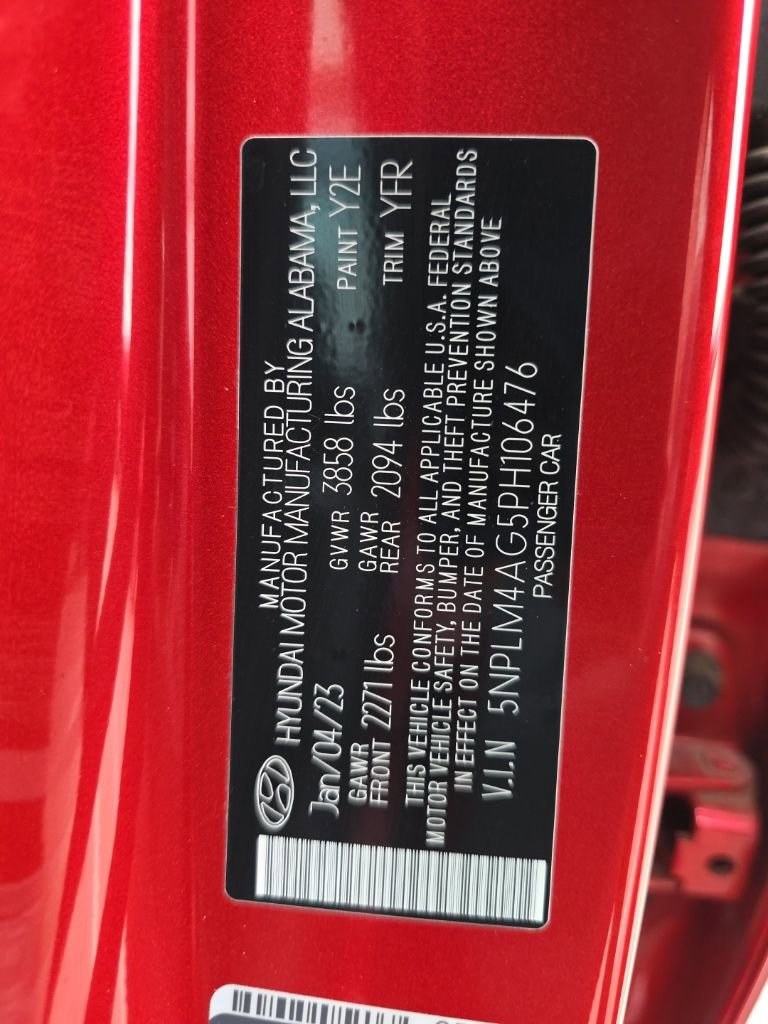 MANUFACTURED BY
HYUNDAI MOTOR MANUFACTURING ALABAMA, LLC
Jan/04/23 GVWR 3858 lbs PAINT Y2E
GAWR FRONT 2271 lbs GAWR REAR 2094 lbs TRIM YFR
THIS VEHICLE CONFORMS TO ALL APPLICABLE U.S.A. FEDERAL
MOTOR VEHICLE SAFETY, BUMPER, AND THEFT PREVENTION STANDARDS
IN EFFECT ON THE DATE OF MANUFACTURE SHOWN ABOVE
V.I.N 5NPLM4AG5PH106476
PASSENGER CAR